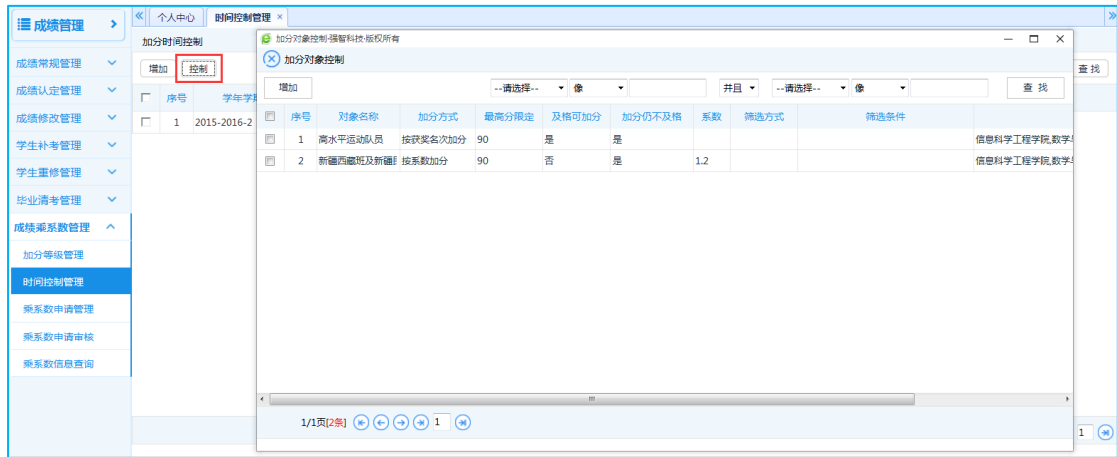 成绩管理
个人中心 时间控制管理 ×
加分时间控制
加分对象控制-强智科技-版权所有
加分对象控制
成绩常规管理
增加 控制
查 找
成绩认定管理
增加 --请选择-- 像 并且 --请选择-- 像 查 找
序号 学年学
成绩修改管理
序号 对象名称 加分方式 最高分限定 及格可加分 加分仍不及格 系数 筛选方式 筛选条件
1 2015-2016-2
学生补考管理
1 高水平运动队员 按获奖名次加分 90 是 是 信息科学工程学院,数学
学生重修管理
2 新疆西藏班及新疆 按系数加分 90 否 是 1.2 信息科学工程学院,数学
毕业清考管理
成绩乘系数管理
加分等级管理
时间控制管理
乘系数申请管理
乘系数申请审核
乘系数信息查询
1/1页[2条] 1
1